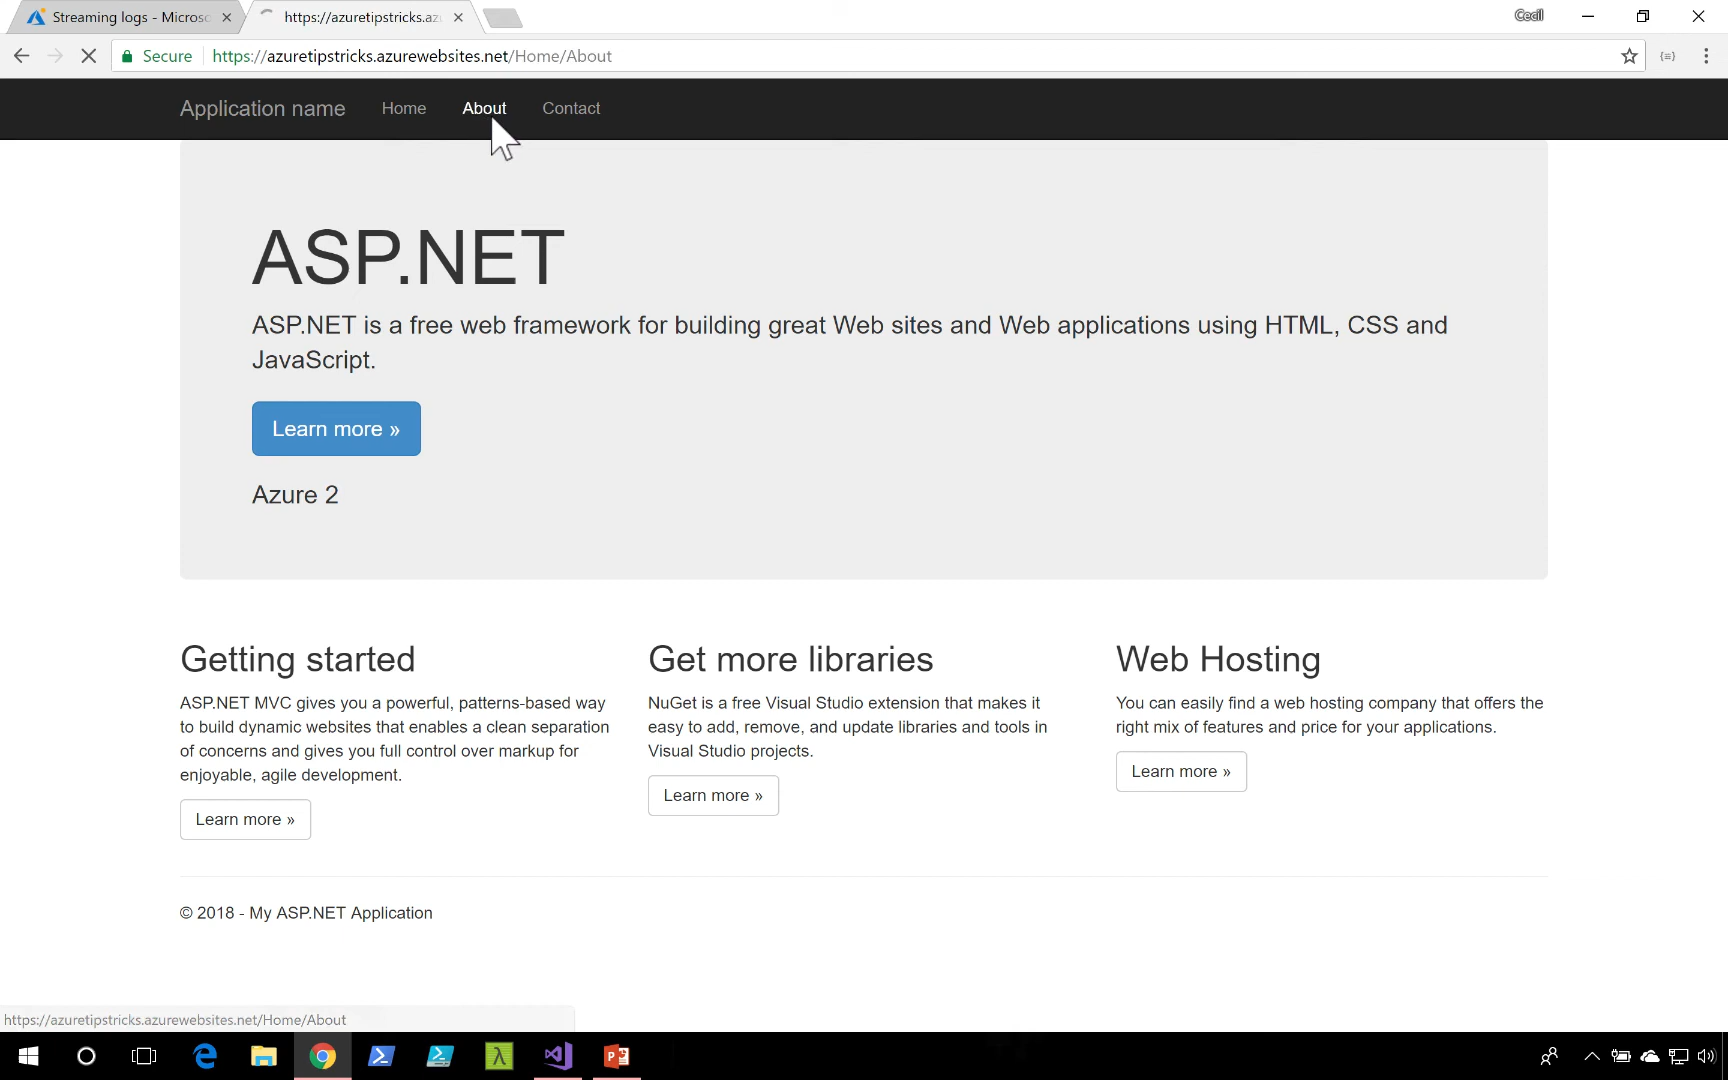 Streaming logs - Microso
https://azuretipstricks.az
Cecil
Secure
https://azuretipstricks.azurewebsites.net/Home/About
Application name
Home
About
Contact
ASP.NET
ASP.NET is a free web framework for building great Web sites and Web applications using HTML, CSS and
JavaScript.
Learn more »
Azure 2
Getting started
ASP.NET MVC gives you a powerful, patterns-based way
to build dynamic websites that enables a clean separation
of concerns and gives you full control over markup for
enjoyable, agile development.
Learn more »
Get more libraries
NuGet is a free Visual Studio extension that makes it
easy to add, remove, and update libraries and tools in
Visual Studio projects.
Learn more »
Web Hosting
You can easily find a web hosting company that offers the
right mix of features and price for your applications.
Learn more »
© 2018 - My ASP.NET Application
https://azuretipstricks.azurewebsites.net/Home/About